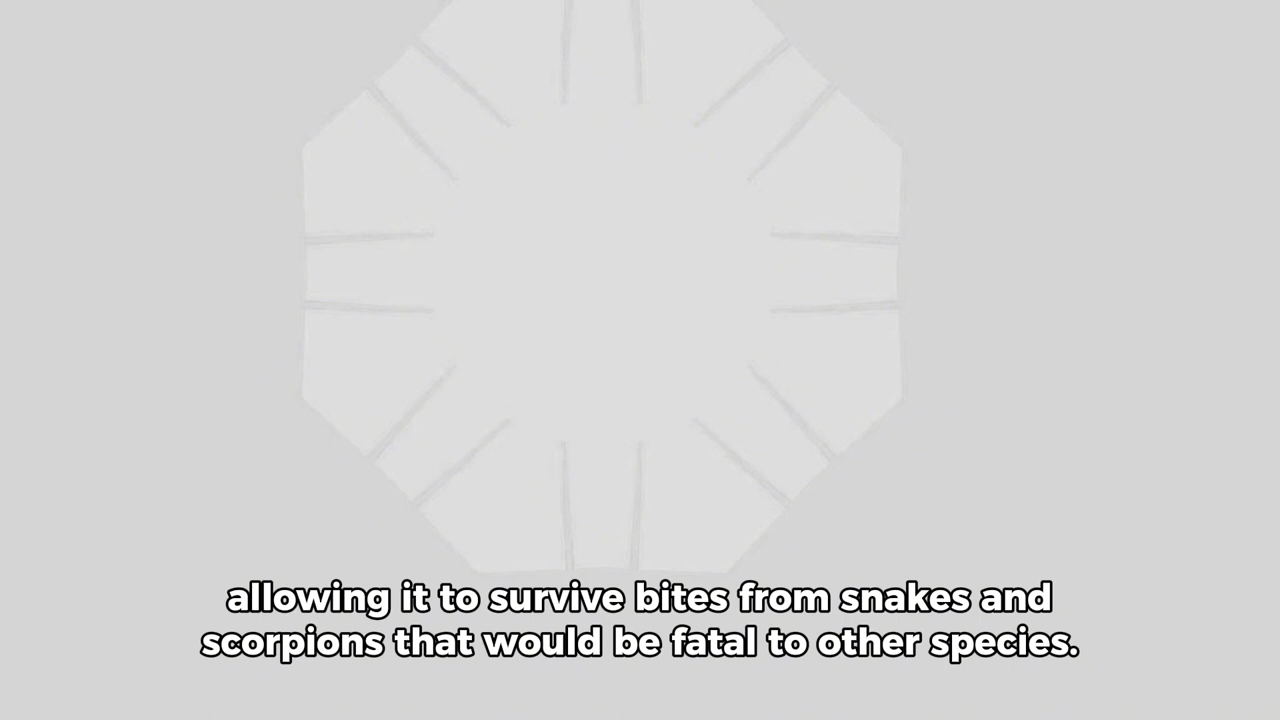 allowing it to survive bites from snakes and
scorpions that would be fatal to other species.